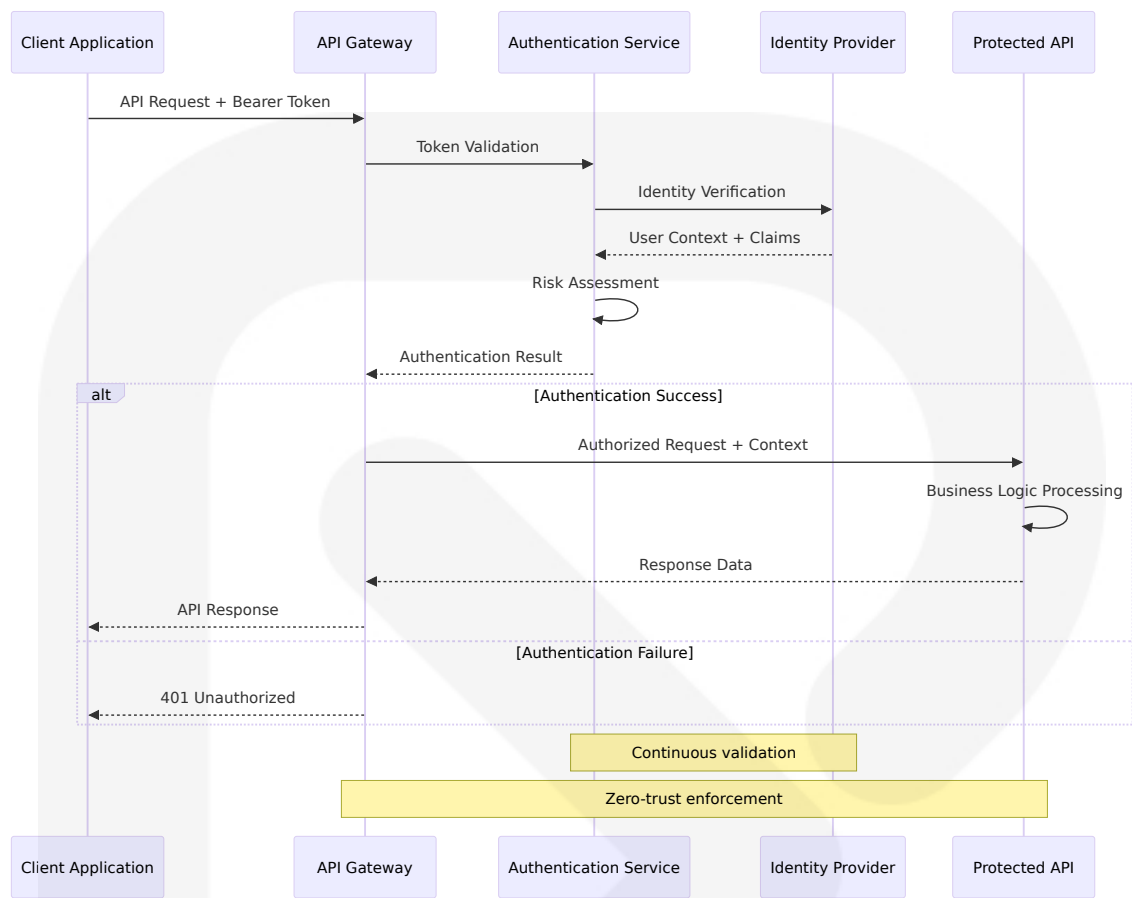 Client Application
API Gateway
Authentication Service
Identity Provider
Protected API
API Request + Bearer Token
Token Validation
Identity Verification
User Context + Claims
Risk Assessment
Authentication Result
alt
[Authentication Success]
Authorized Request + Context
Business Logic Processing
Response Data
API Response
[Authentication Failure]
401 Unauthorized
Continuous validation
Zero-trust enforcement
Client Application
API Gateway
Authentication Service
Identity Provider
Protected API